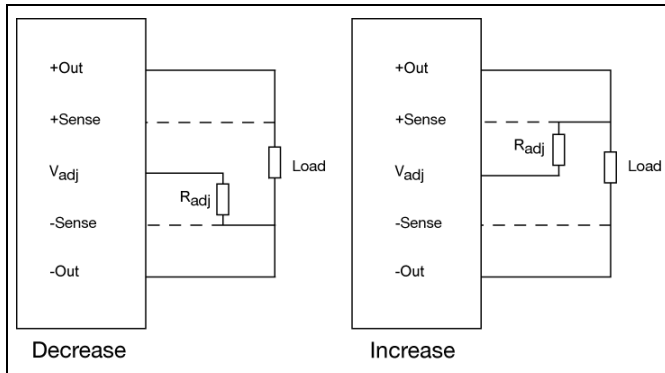 +Out
+Sense
Vadj
Radj
Load
-Sense
-Out
Decrease
+Out
+Sense
Radj
Vadj
Load
-Sense
-Out
Increase